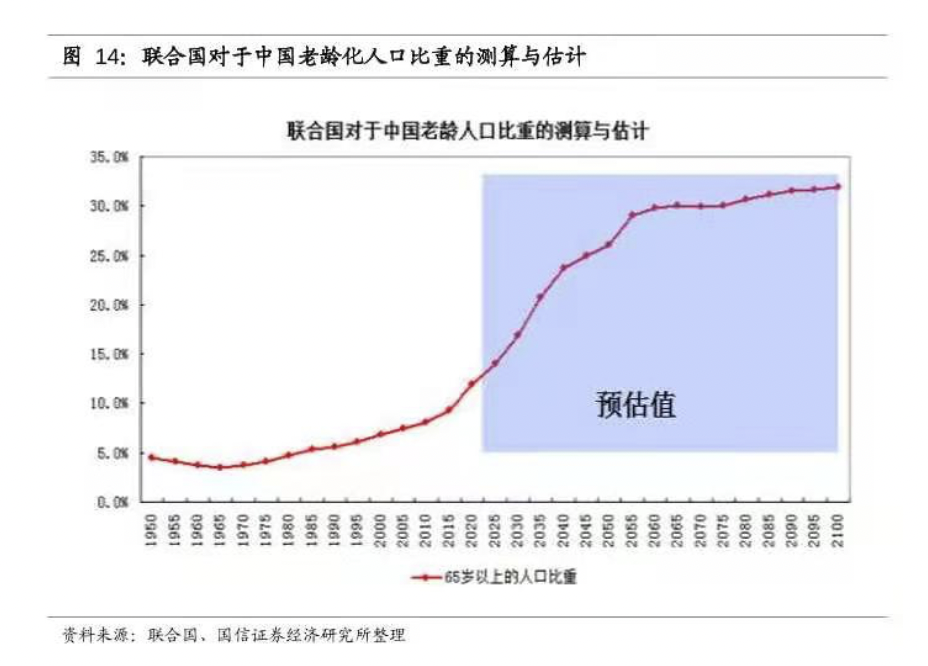 图 14：联合国对于中国老龄化人口比重的测算与估计
联合国对于中国老龄人口比重的测算与估计
35.0%
30.0%
25.0%
20.0%
15.0%
10.0%
5.0%
0.0%
预估值
1950 1955 1960 1965 1970 1975 1980 1985 1990 1995 2000 2005 2010 2015 2020 2025 2030 2035 2040 2045 2050 2055 2060 2065 2070 2075 2080 2085 2090 2095 2100
65岁以上的人口比重
资料来源：联合国、国信证券经济研究所整理